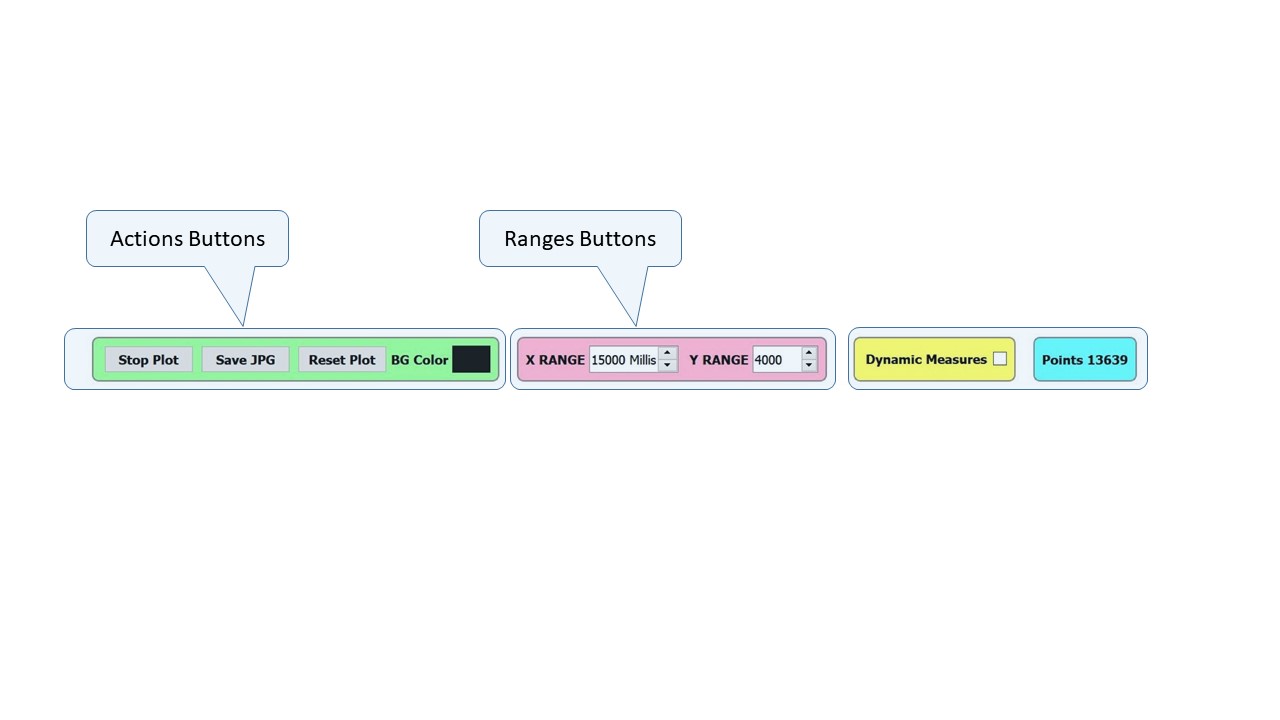 Actions Buttons
Ranges Buttons
Stop Plot Save JPG Reset Plot BG Color X RANGE 15000 Millis Y RANGE 4000 Dynamic Measures Points 13639